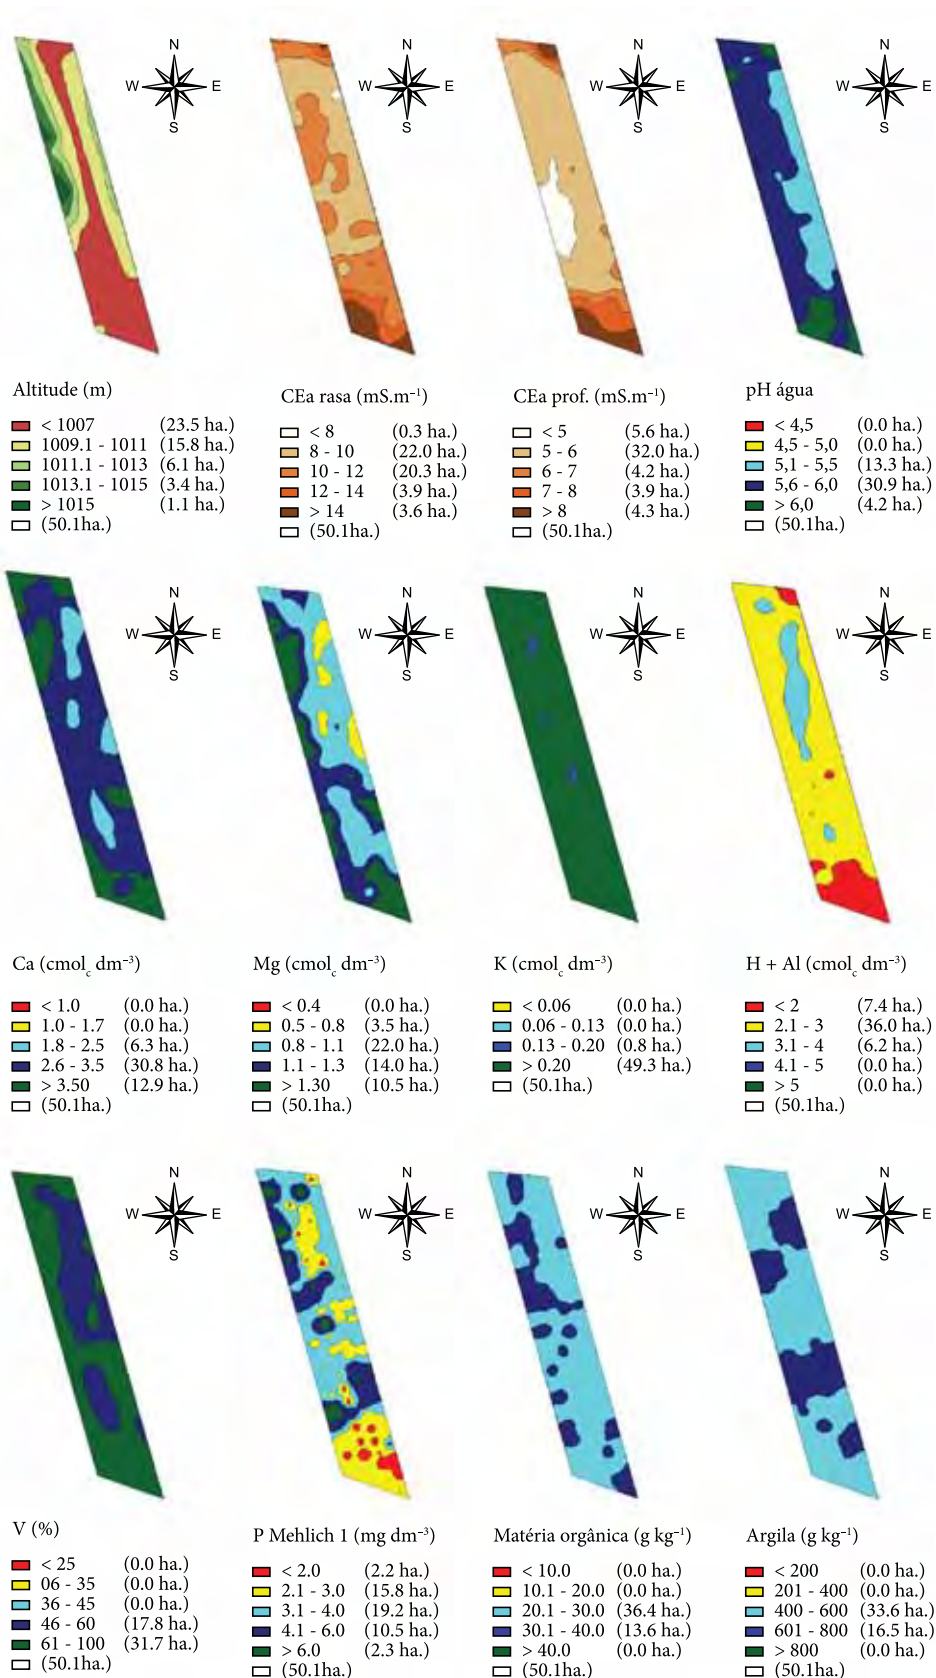 N
W E
S
N
W E
S
N
W E
S
N
W E
S
Altitude (m)
< 1007 (23.5 ha.)
1009.1 - 1011 (15.8 ha.)
1011.1 - 1013 (6.1 ha.)
1013.1 - 1015 (3.4 ha.)
> 1015 (1.1 ha.)
(50.1ha.)
CEa rasa (mS.m⁻¹)
< 8 (0.3 ha.)
8 - 10 (22.0 ha.)
10 - 12 (20.3 ha.)
12 - 14 (3.9 ha.)
> 14 (3.6 ha.)
(50.1ha.)
CEa prof. (mS.m⁻¹)
< 5 (5.6 ha.)
5 - 6 (32.0 ha.)
6 - 7 (4.2 ha.)
7 - 8 (3.9 ha.)
> 8 (4.3 ha.)
(50.1ha.)
pH água
< 4,5 (0.0 ha.)
4,5 - 5,0 (0.0 ha.)
5,1 - 5,5 (13.3 ha.)
5,6 - 6,0 (30.9 ha.)
> 6,0 (4.2 ha.)
(50.1ha.)
N
W E
S
N
W E
S
N
W E
S
N
W E
S
Ca (cmol_c dm⁻³)
< 1.0 (0.0 ha.)
1.0 - 1.7 (0.0 ha.)
1.8 - 2.5 (6.3 ha.)
2.6 - 3.5 (30.8 ha.)
> 3.50 (12.9 ha.)
(50.1ha.)
Mg (cmol_c dm⁻³)
< 0.4 (0.0 ha.)
0.5 - 0.8 (3.5 ha.)
0.8 - 1.1 (22.0 ha.)
1.1 - 1.3 (14.0 ha.)
> 1.30 (10.5 ha.)
(50.1ha.)
K (cmol_c dm⁻³)
< 0.06 (0.0 ha.)
0.06 - 0.13 (0.0 ha.)
0.13 - 0.20 (0.8 ha.)
> 0.20 (49.3 ha.)
(50.1ha.)
H + Al (cmol_c dm⁻³)
< 2 (7.4 ha.)
2.1 - 3 (36.0 ha.)
3.1 - 4 (6.2 ha.)
4.1 - 5 (0.0 ha.)
> 5 (0.0 ha.)
(50.1ha.)
N
W E
S
N
W E
S
N
W E
S
N
W E
S
V (%)
< 25 (0.0 ha.)
06 - 35 (0.0 ha.)
36 - 45 (0.0 ha.)
46 - 60 (17.8 ha.)
61 - 100 (31.7 ha.)
(50.1ha.)
P Mehlich 1 (mg dm⁻³)
< 2.0 (2.2 ha.)
2.1 - 3.0 (15.8 ha.)
3.1 - 4.0 (19.2 ha.)
4.1 - 6.0 (10.5 ha.)
> 6.0 (2.3 ha.)
(50.1ha.)
Matéria orgânica (g kg⁻¹)
< 10.0 (0.0 ha.)
10.1 - 20.0 (0.0 ha.)
20.1 - 30.0 (36.4 ha.)
30.1 - 40.0 (13.6 ha.)
> 40.0 (0.0 ha.)
(50.1ha.)
Argila (g kg⁻¹)
< 200 (0.0 ha.)
201 - 400 (0.0 ha.)
400 - 600 (33.6 ha.)
601 - 800 (16.5 ha.)
> 800 (0.0 ha.)
(50.1ha.)